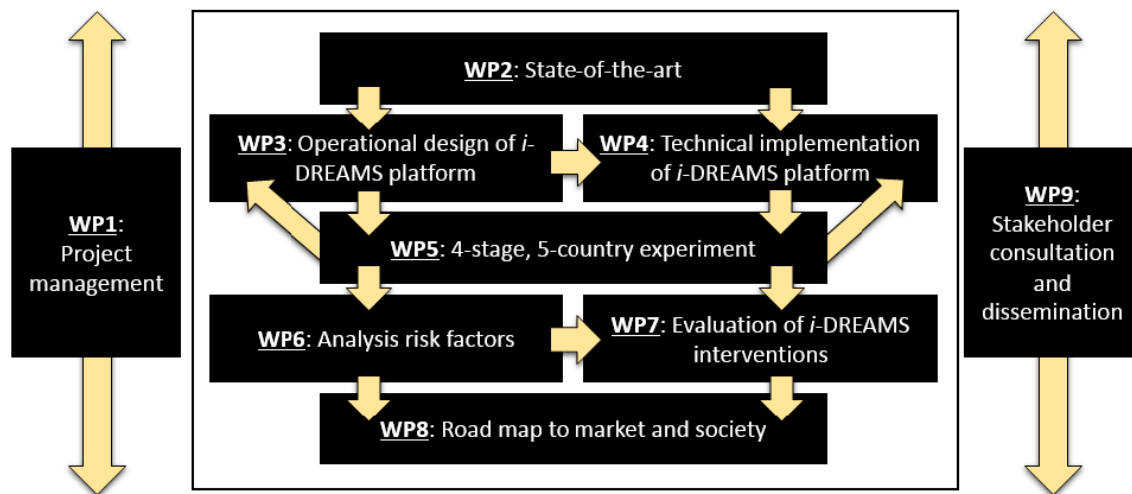 WP2: State-of-the-art
WP3: Operational design of i-
DREAMS platform
WP4: Technical implementation
of i-DREAMS platform
WP1:
Project
management
WP5: 4-stage, 5-country experiment
WP9:
Stakeholder
consultation
and
dissemination
WP6: Analysis risk factors
WP7: Evaluation of i-DREAMS
interventions
WP8: Road map to market and society